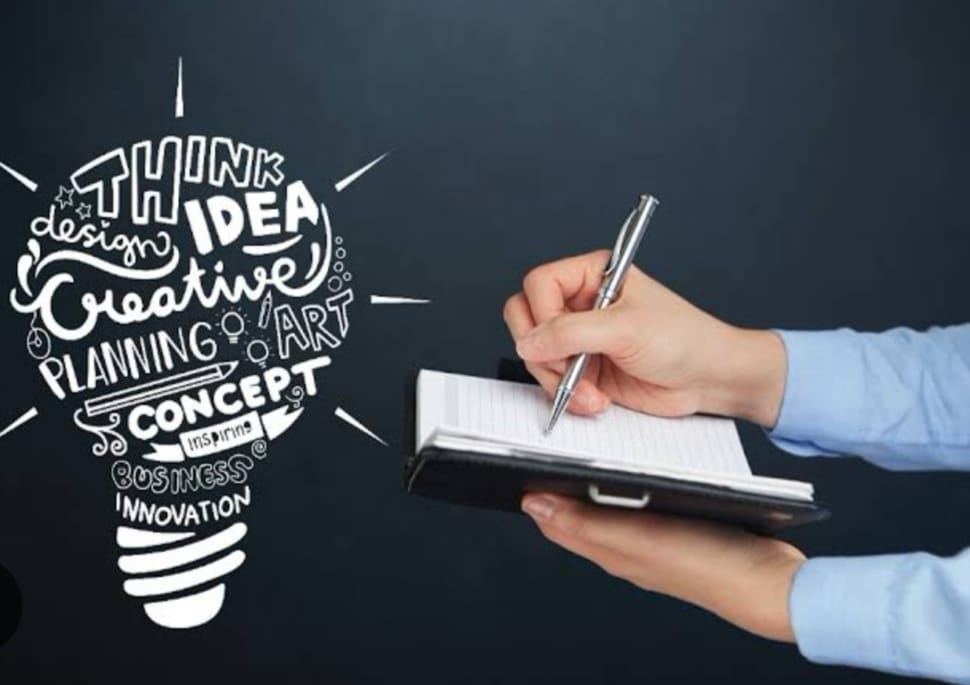 THINK
design IDEA
Creative
PLANNING ART
CONCEPT
inspiring
BUSINESS
INNOVATION